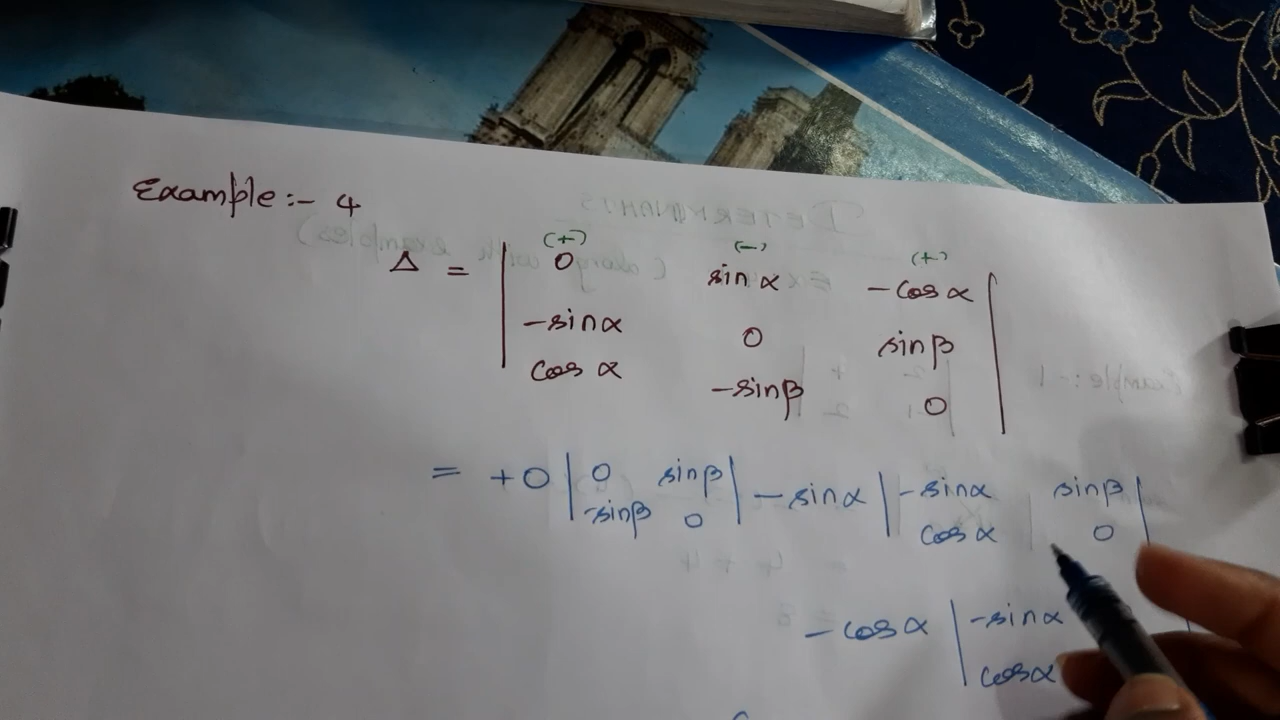 Example:- 4
(+) (-) (+)
Δ = | 0 sin α -cos α |
-sin α 0 sin β
cos α -sin β 0
= +0 | 0 sin β | - sin α | -sin α sin β |
-sin β 0 cos α 0
- cos α | -sin α
cos α